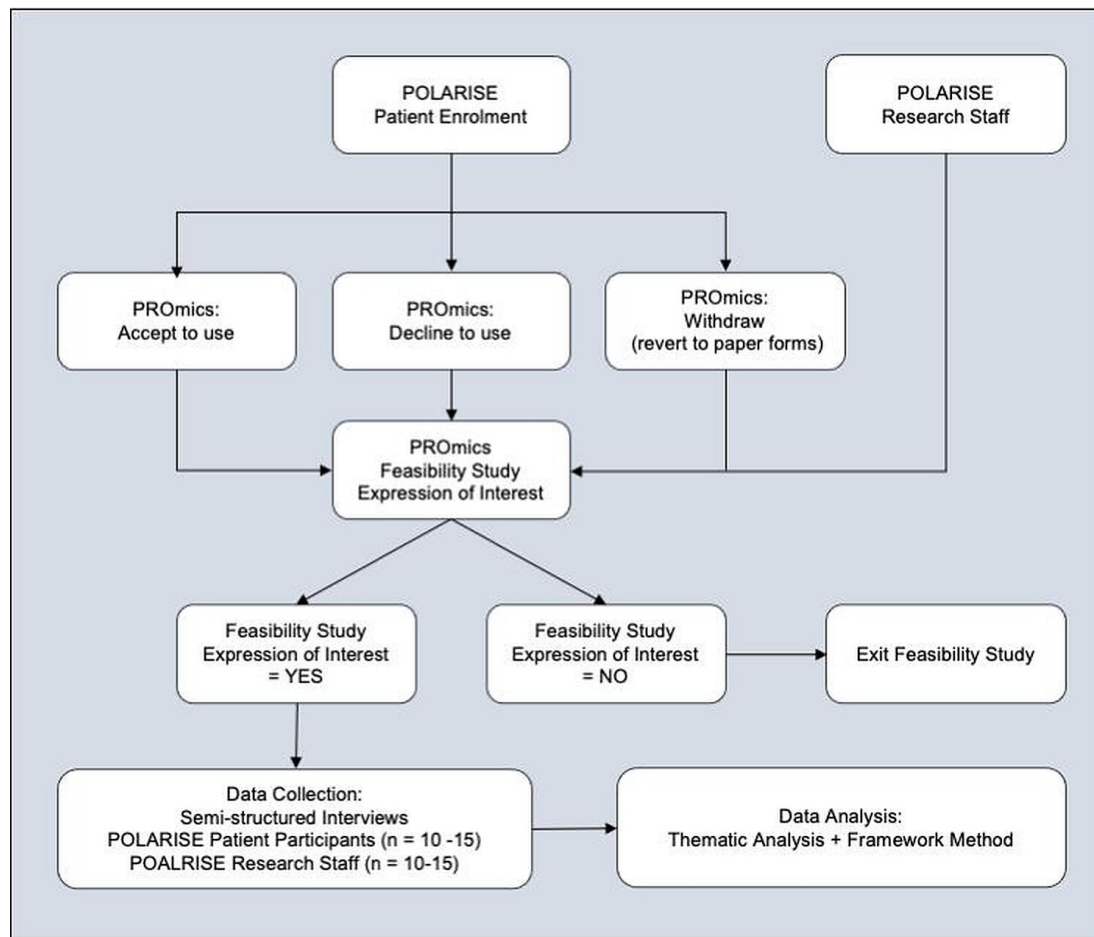 POLARISE
Patient Enrolment
POLARISE
Research Staff
PROmics:
Accept to use
PROmics:
Decline to use
PROmics:
Withdraw
(revert to paper forms)
PROmics
Feasibility Study
Expression of Interest
Feasibility Study
Expression of Interest
= YES
Feasibility Study
Expression of Interest
= NO
Exit Feasibility Study
Data Collection:
Semi-structured Interviews
POLARISE Patient Participants (n = 10 -15)
POALRISE Research Staff (n = 10-15)
Data Analysis:
Thematic Analysis + Framework Method